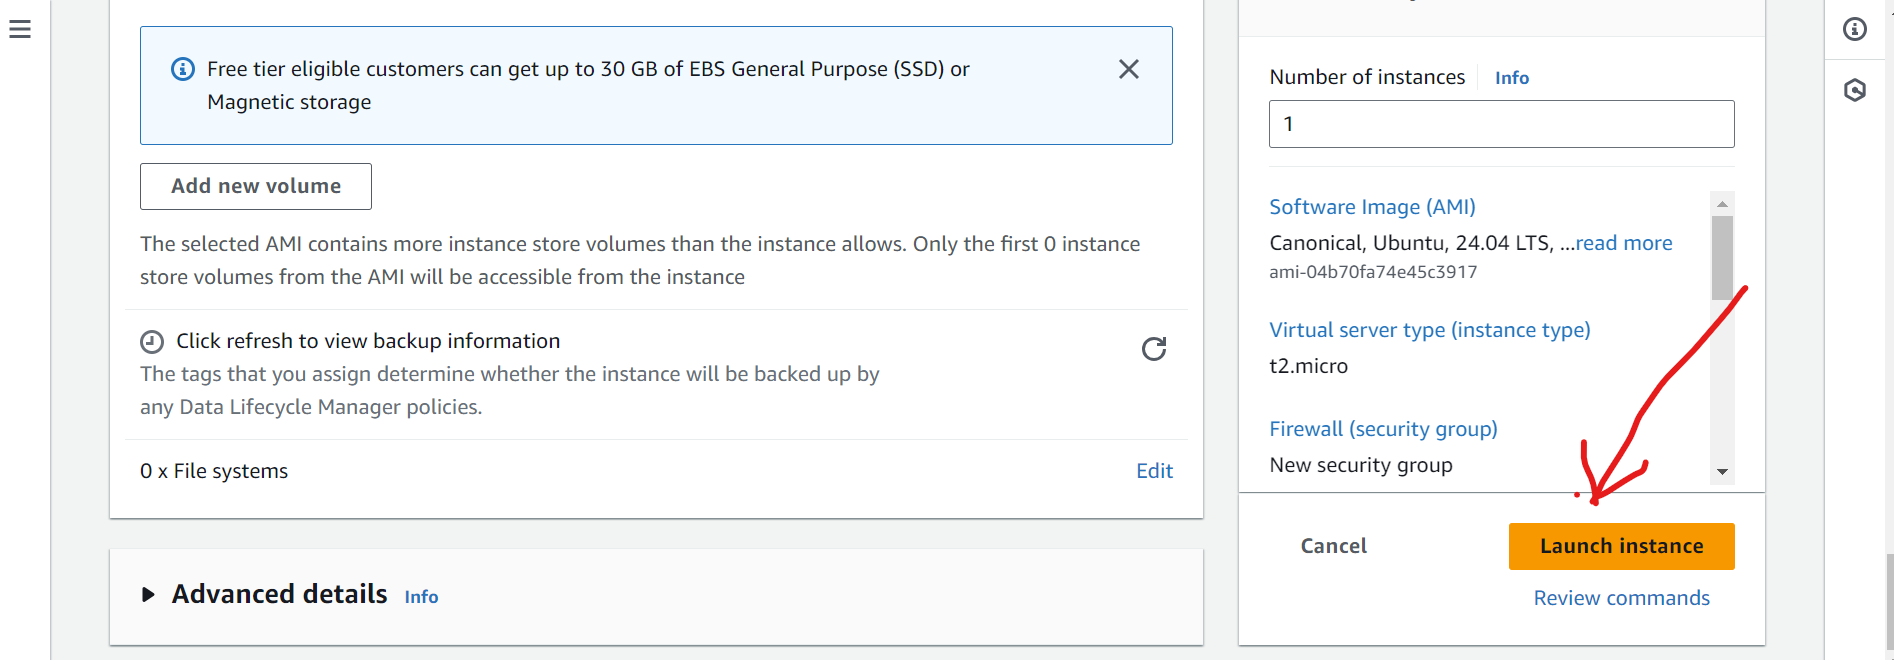 Free tier eligible customers can get up to 30 GB of EBS General Purpose (SSD) or
Magnetic storage
Add new volume
The selected AMI contains more instance store volumes than the instance allows. Only the first 0 instance
store volumes from the AMI will be accessible from the instance
Click refresh to view backup information
The tags that you assign determine whether the instance will be backed up by
any Data Lifecycle Manager policies.
0 x File systems
Edit
Advanced details Info
Number of instances Info
1
Software Image (AMI)
Canonical, Ubuntu, 24.04 LTS, ...read more
ami-04b70fa74e45c3917
Virtual server type (instance type)
t2.micro
Firewall (security group)
New security group
Cancel
Launch instance
Review commands